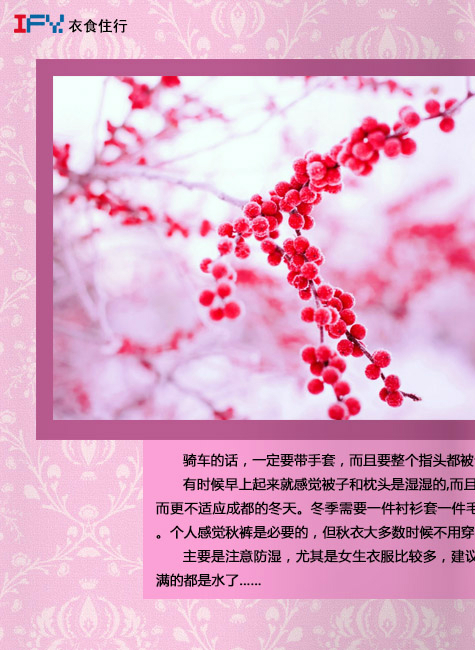 IFY. 衣食住行
骑车的话，一定要带手套，而且要整个指头都被
有时候早上起来就感觉被子和枕头是湿湿的,而且
而更不适应成都的冬天。冬季需要一件衬衫套一件毛
。个人感觉秋裤是必要的，但秋衣大多数时候不用穿
主要是注意防湿，尤其是女生衣服比较多，建议
满的都是水了......